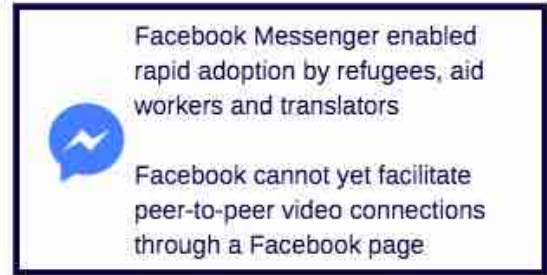 Facebook Messenger enabled
rapid adoption by refugees, aid
workers and translators
Facebook cannot yet facilitate
peer-to-peer video connections
through a Facebook page